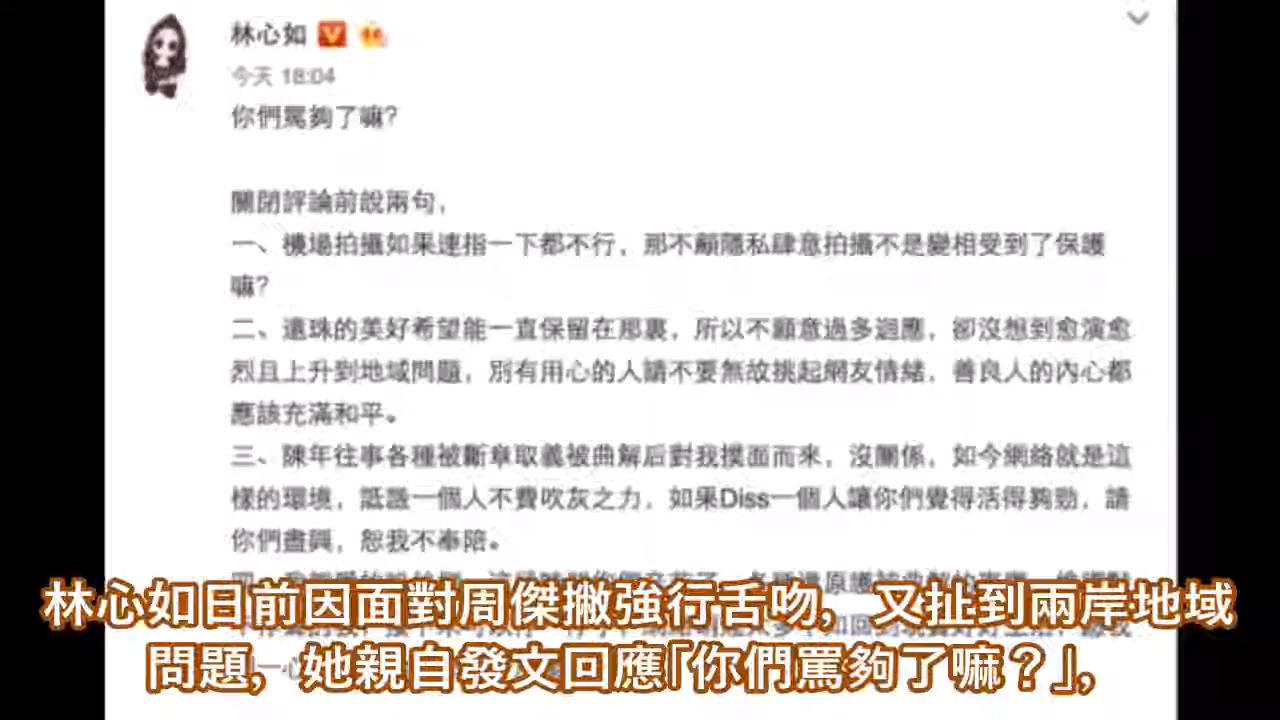 林心如
今天 18:04
你們罵夠了嘛?
關閉評論前說兩句,
一、機場拍攝如果連指一下都不行，那不顧隱私肆意拍攝不是變相受到了保護
嘛?
二、還珠的美好希望能一直保留在那裏，所以不願意過多迴應，卻沒想到愈演愈
烈且上升到地域問題，別有用心的人請不要無故挑起網友情緒，善良人的內心都
應該充滿和平。
三、陳年往事各種被斷章取義被曲解后對我撲面而來，沒關係，如今網絡就是這
樣的環境，詆譭一個人不費吹灰之力，如果Diss一個人讓你們覺得活得夠勁，請
你們盡興，恕我不奉陪。
林心如日前因面對周傑撇強行舌吻，又扯到兩岸地域
問題，她親自發文回應「你們罵夠了嘛？」，